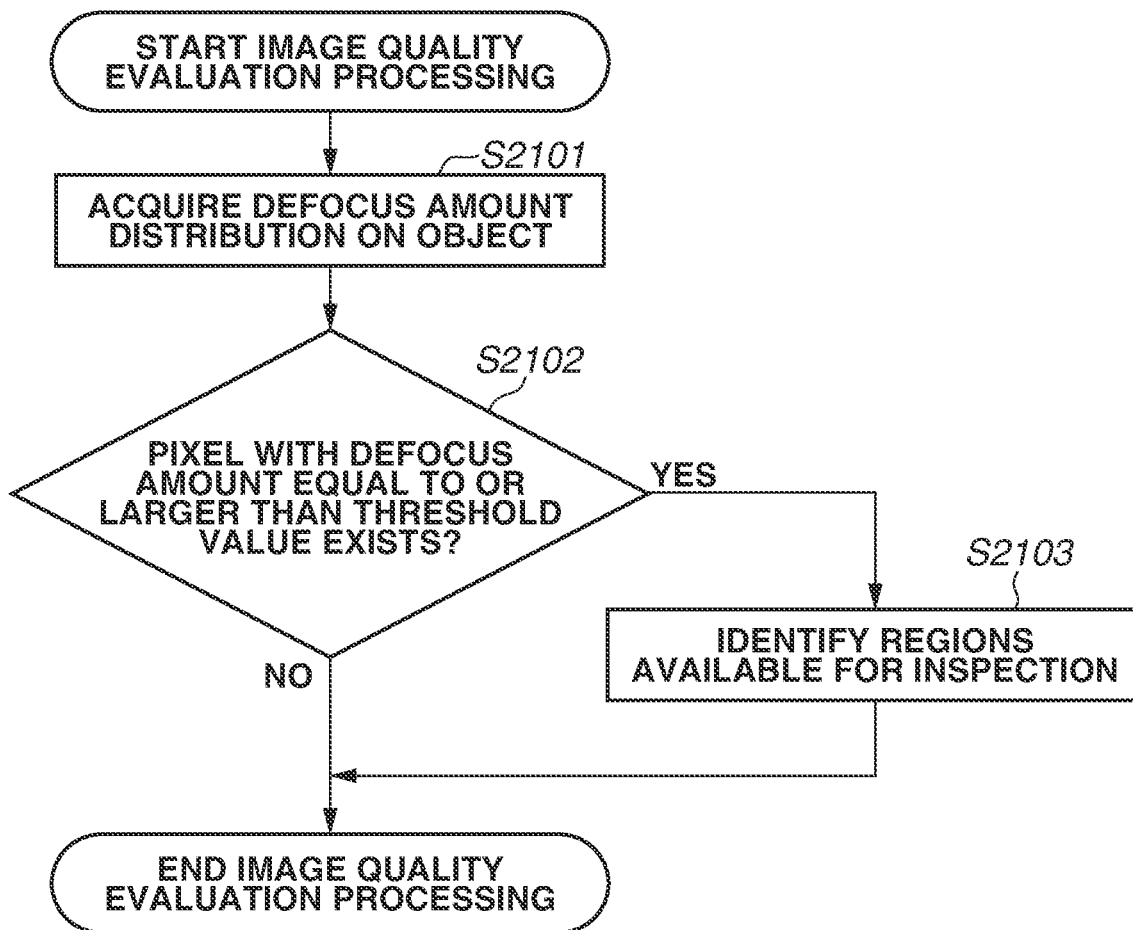 START IMAGE QUALITY
EVALUATION PROCESSING
S2101
ACQUIRE DEFOCUS AMOUNT
DISTRIBUTION ON OBJECT
S2102
PIXEL WITH DEFOCUS
AMOUNT EQUAL TO OR
LARGER THAN THRESHOLD
VALUE EXISTS?
YES
S2103
IDENTIFY REGIONS
AVAILABLE FOR INSPECTION
NO
END IMAGE QUALITY
EVALUATION PROCESSING